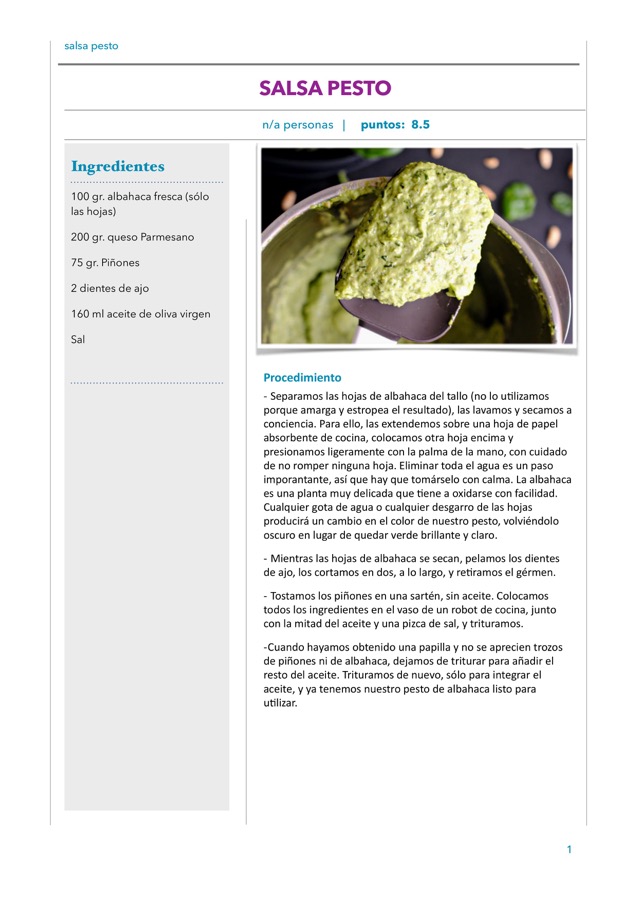 salsa pesto
SALSA PESTO
n/a personas | puntos: 8.5
Ingredientes
100 gr. albahaca fresca (sólo
las hojas)
200 gr. queso Parmesano
75 gr. Piñones
2 dientes de ajo
160 ml aceite de oliva virgen
Sal
Procedimiento
- Separamos las hojas de albahaca del tallo (no lo utilizamos
porque amarga y estropea el resultado), las lavamos y secamos a
conciencia. Para ello, las extendemos sobre una hoja de papel
absorbente de cocina, colocamos otra hoja encima y
presionamos ligeramente con la palma de la mano, con cuidado
de no romper ninguna hoja. Eliminar toda el agua es un paso
imporantante, así que hay que tomárselo con calma. La albahaca
es una planta muy delicada que tiene a oxidarse con facilidad.
Cualquier gota de agua o cualquier desgarro de las hojas
producirá un cambio en el color de nuestro pesto, volviéndolo
oscuro en lugar de quedar verde brillante y claro.
- Mientras las hojas de albahaca se secan, pelamos los dientes
de ajo, los cortamos en dos, a lo largo, y retiramos el gérmen.
- Tostamos los piñones en una sartén, sin aceite. Colocamos
todos los ingredientes en el vaso de un robot de cocina, junto
con la mitad del aceite y una pizca de sal, y trituramos.
-Cuando hayamos obtenido una papilla y no se aprecien trozos
de piñones ni de albahaca, dejamos de triturar para añadir el
resto del aceite. Trituramos de nuevo, sólo para integrar el
aceite, y ya tenemos nuestro pesto de albahaca listo para
utilizar.
1